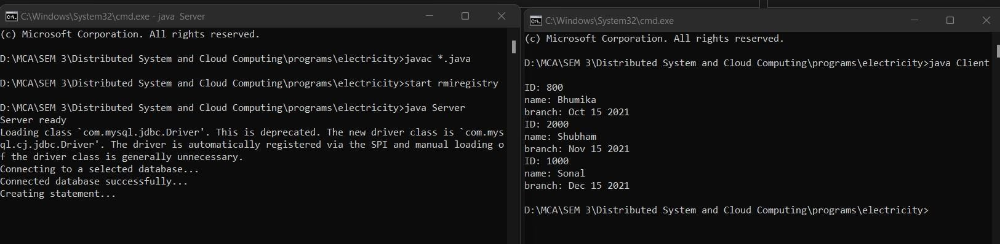 C:\Windows\System32\cmd.exe - java  Server
(c) Microsoft Corporation. All rights reserved.
D:\MCA\SEM 3\Distributed System and Cloud Computing\programs\electricity>javac *.java
D:\MCA\SEM 3\Distributed System and Cloud Computing\programs\electricity>start rmiregistry
D:\MCA\SEM 3\Distributed System and Cloud Computing\programs\electricity>java Server
Server ready
Loading class `com.mysql.jdbc.Driver'. This is deprecated. The new driver class is `com.mys
ql.cj.jdbc.Driver'. The driver is automatically registered via the SPI and manual loading o
f the driver class is generally unnecessary.
Connecting to a selected database...
Connected database successfully...
Creating statement...
C:\Windows\System32\cmd.exe
(c) Microsoft Corporation. All rights reserved.
D:\MCA\SEM 3\Distributed System and Cloud Computing\programs\electricity>java Client
ID: 800
name: Bhumika
branch: Oct 15 2021
ID: 2000
name: Shubham
branch: Nov 15 2021
ID: 1000
name: Sonal
branch: Dec 15 2021
D:\MCA\SEM 3\Distributed System and Cloud Computing\programs\electricity>